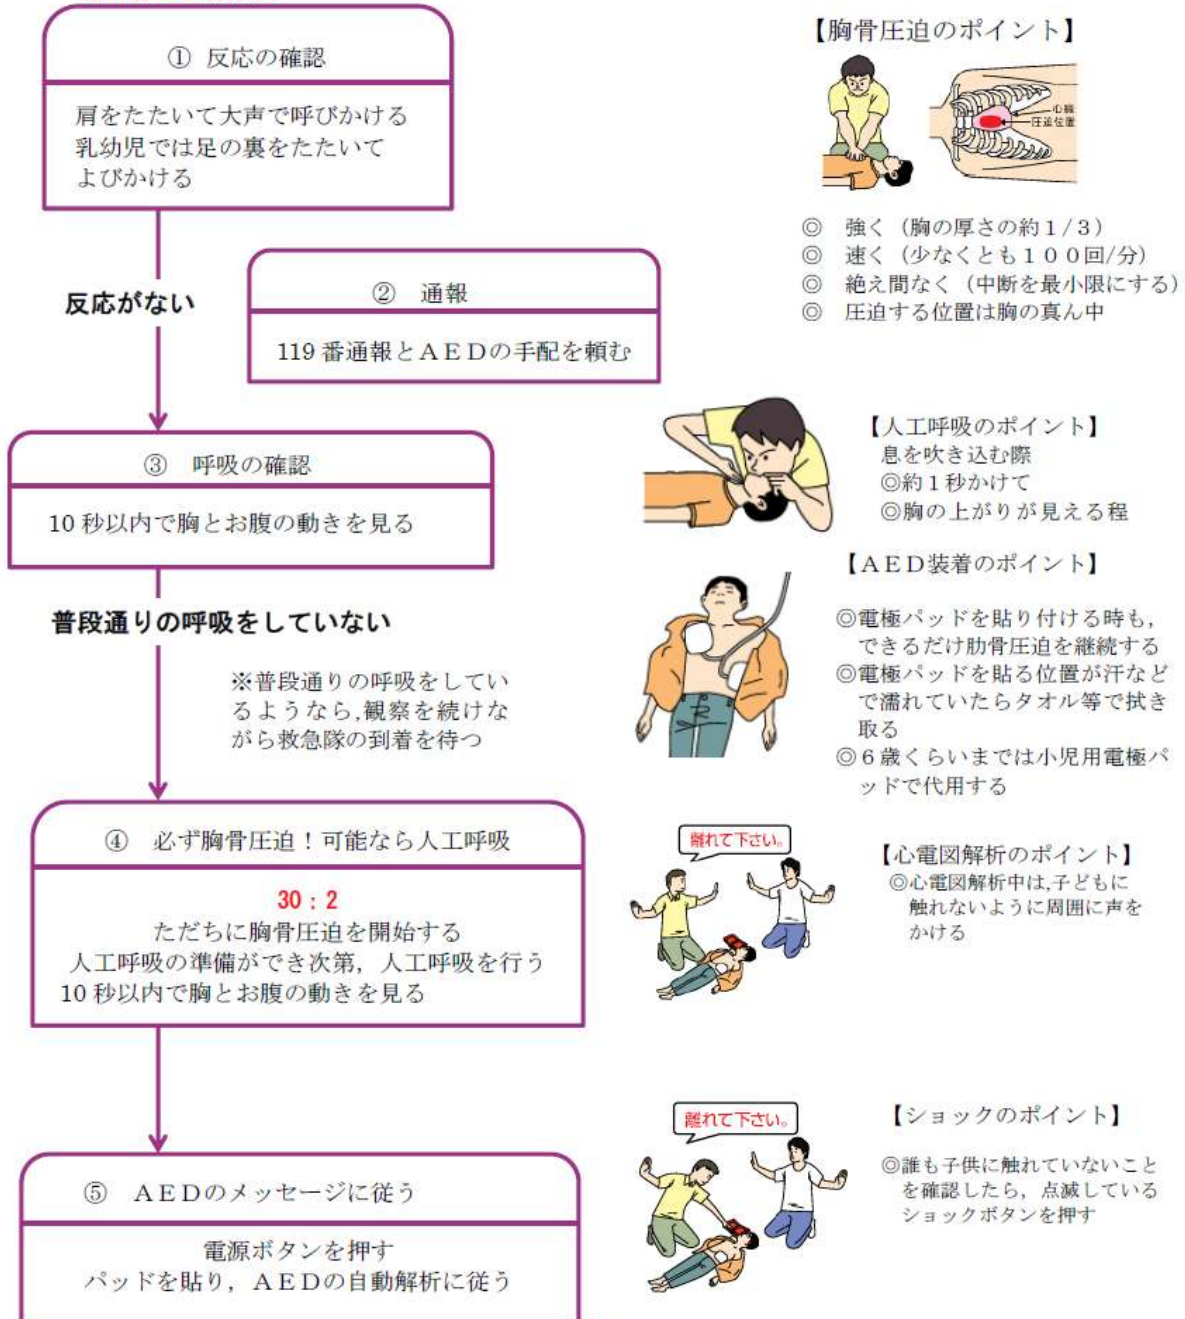 ① 反応の確認
肩をたたいて大声で呼びかける
乳幼児では足の裏をたたいて
よびかける
反応がない
② 通報
119番通報とAEDの手配を頼む
③ 呼吸の確認
10秒以内で胸とお腹の動きを見る
普段通りの呼吸をしていない
※普段通りの呼吸をしてい
るようなら,観察を続けな
がら救急隊の到着を待つ
④ 必ず胸骨圧迫！可能なら人工呼吸
30：2
ただちに胸骨圧迫を開始する
人工呼吸の準備ができ次第，人工呼吸を行う
10秒以内で胸とお腹の動きを見る
⑤ AEDのメッセージに従う
電源ボタンを押す
パッドを貼り，AEDの自動解析に従う
【胸骨圧迫のポイント】
心臓
圧迫位置
◎ 強く（胸の厚さの約１/３）
◎ 速く（少なくとも１００回/分）
◎ 絶え間なく（中断を最小限にする）
◎ 圧迫する位置は胸の真ん中
【人工呼吸のポイント】
息を吹き込む際
◎約１秒かけて
◎胸の上がりが見える程
【AED装着のポイント】
◎電極パッドを貼り付ける時も，
できるだけ肋骨圧迫を継続する
◎電極パッドを貼る位置が汗など
で濡れていたらタオル等で拭き
取る
◎６歳くらいまでは小児用電極パ
ッドで代用する
離れて下さい。
【心電図解析のポイント】
◎心電図解析中は,子どもに
触れないように周囲に声を
かける
離れて下さい。
【ショックのポイント】
◎誰も子供に触れていないこと
を確認したら，点滅している
ショックボタンを押す